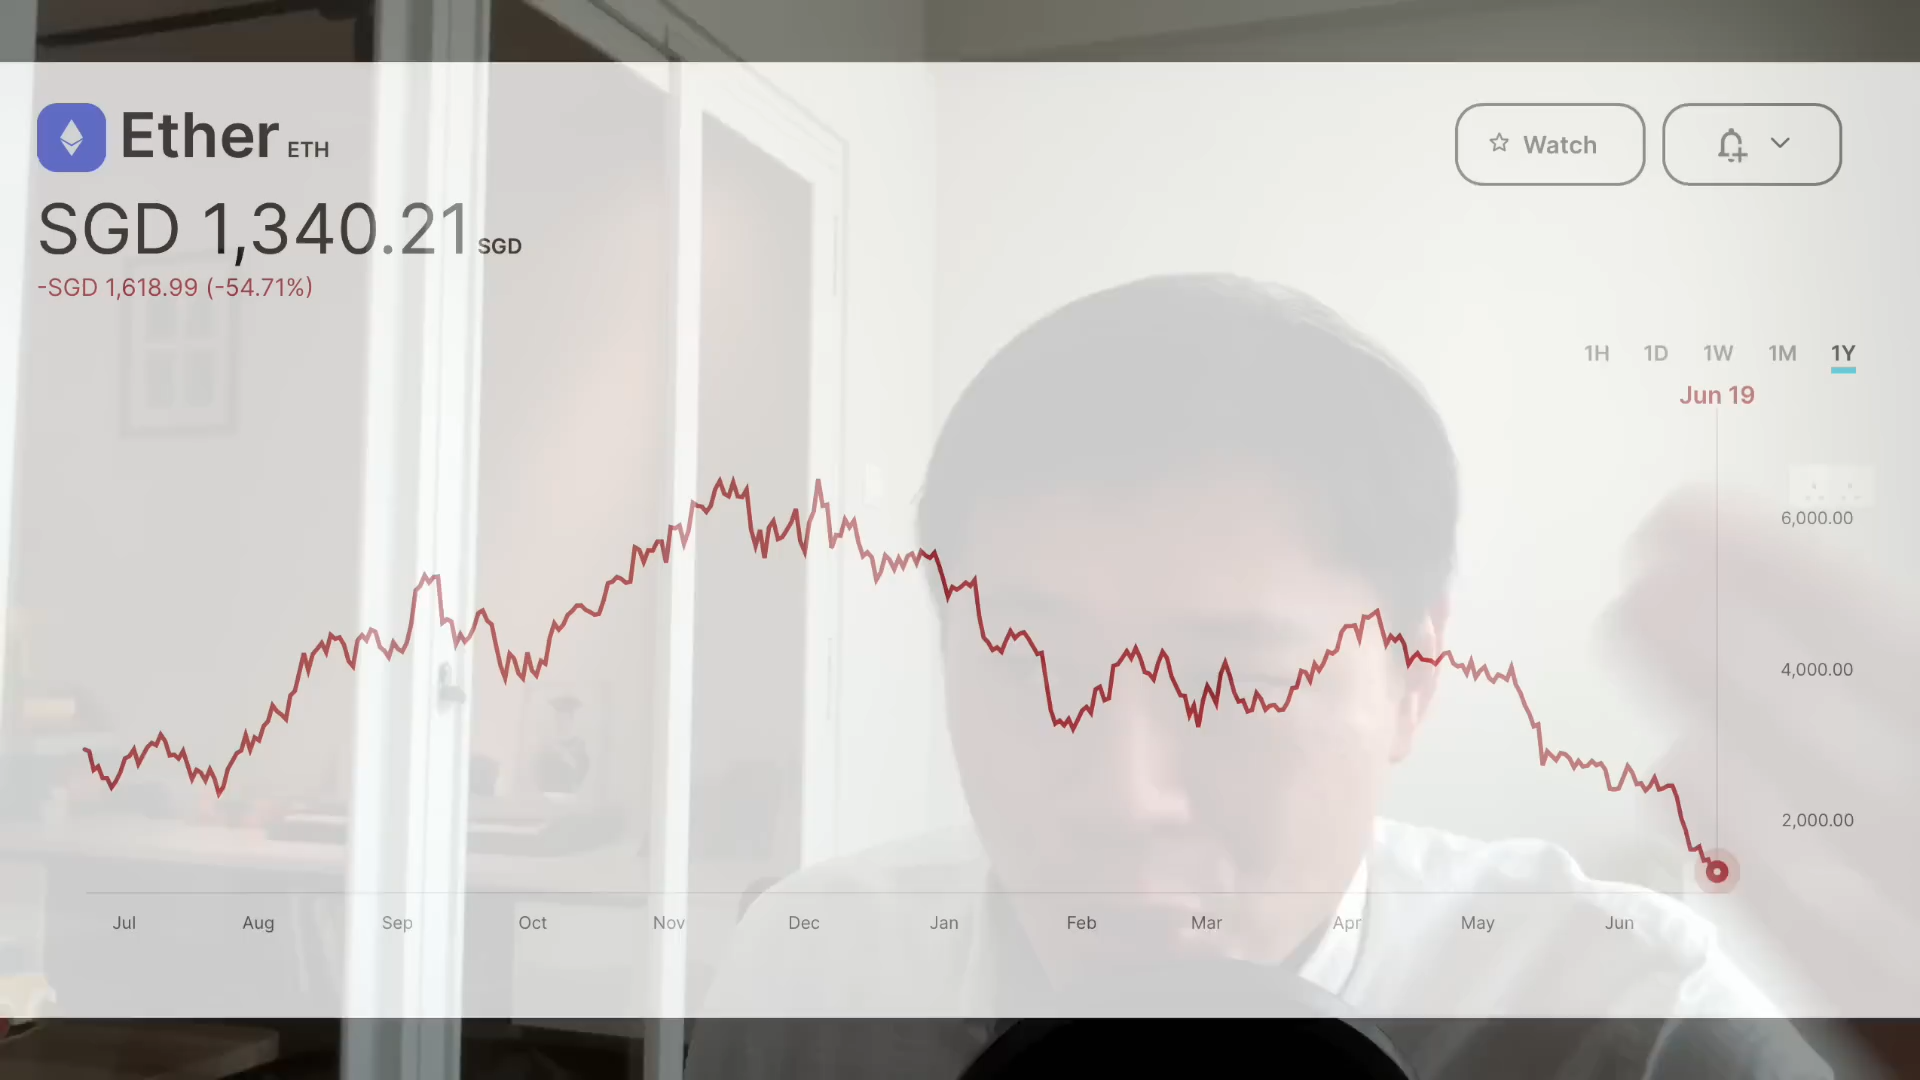 Ether ETH
Watch
SGD 1,340.21 SGD
-SGD 1,618.99 (-54.71%)
1H 1D 1W 1M 1Y
Jun 19
6,000.00
4,000.00
2,000.00
Jul Aug Sep Oct Nov Dec Jan Feb Mar Apr May Jun